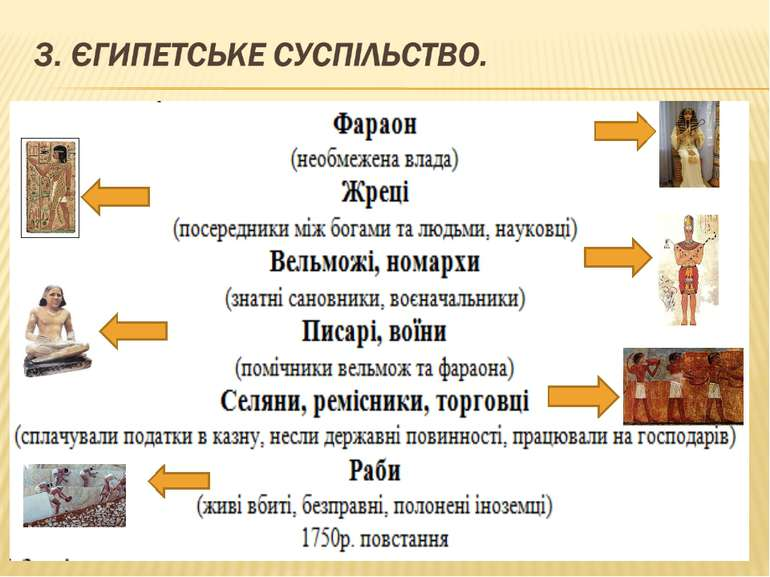 3. ЄГИПЕТСЬКЕ СУСПІЛЬСТВО.
Фараон
(необмежена влада)
Жреці
(посередники між богами та людьми, науковці)
Вельможі, номархи
(знатні сановники, воєначальники)
Писарі, воїни
(помічники вельмож та фараона)
Селяни, ремісники, торговці
(сплачували податки в казну, несли державні повинності, працювали на господарів)
Раби
(живі вбиті, безправні, полонені іноземці)
1750р. повстання